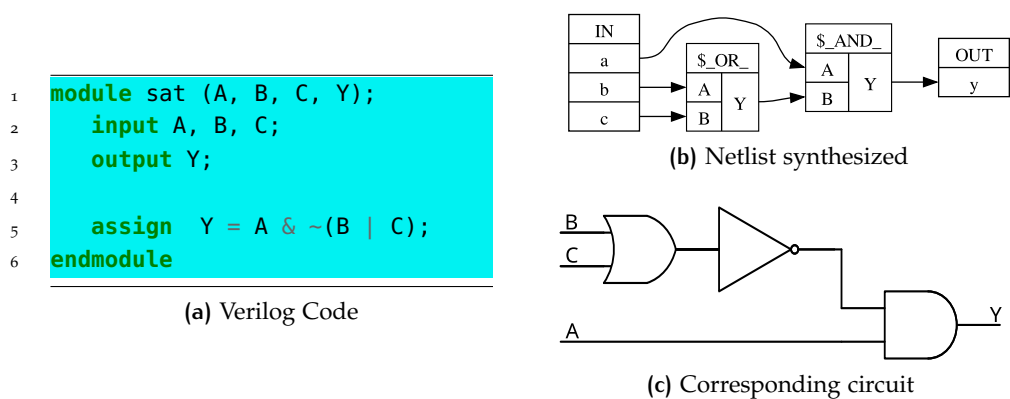 1 module sat (A, B, C, Y);
2 input A, B, C;
3 output Y;
4
5 assign Y = A & ~(B | C);
6 endmodule
(a) Verilog Code
IN
a
b
c
$_OR_
A
B
Y
$_AND_
A
B
Y
OUT
y
(b) Netlist synthesized
B
C
A
Y
(c) Corresponding circuit